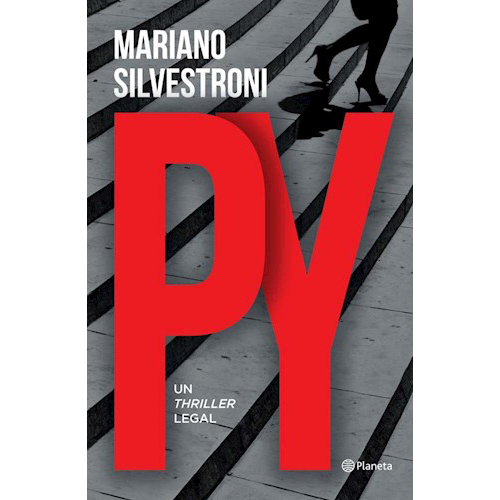 MARIANO
SILVESTRONI
PY
UN
THRILLER
LEGAL
Planeta